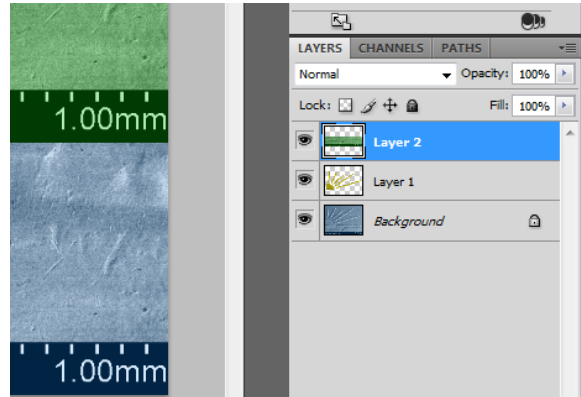 LAYERS CHANNELS PATHS
Normal Opacity: 100%
Lock: Fill: 100%
1.00mm
Layer 2
Layer 1
Background
1.00mm